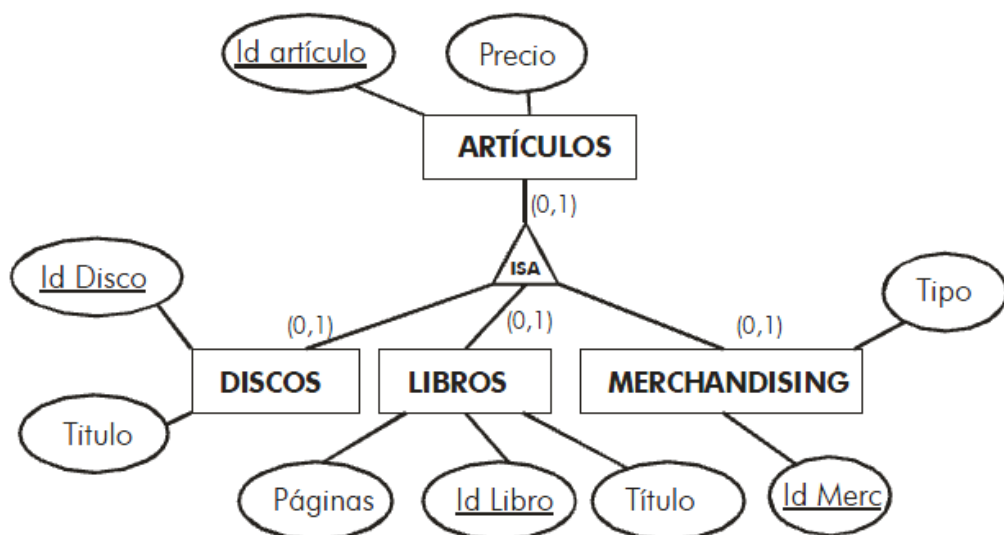 Id artículo
Precio
ARTÍCULOS
(0,1)
ISA
Id Disco
Tipo
(0,1)
(0,1)
(0,1)
DISCOS
LIBROS
MERCHANDISING
Titulo
Páginas
Id Libro
Título
Id Merc